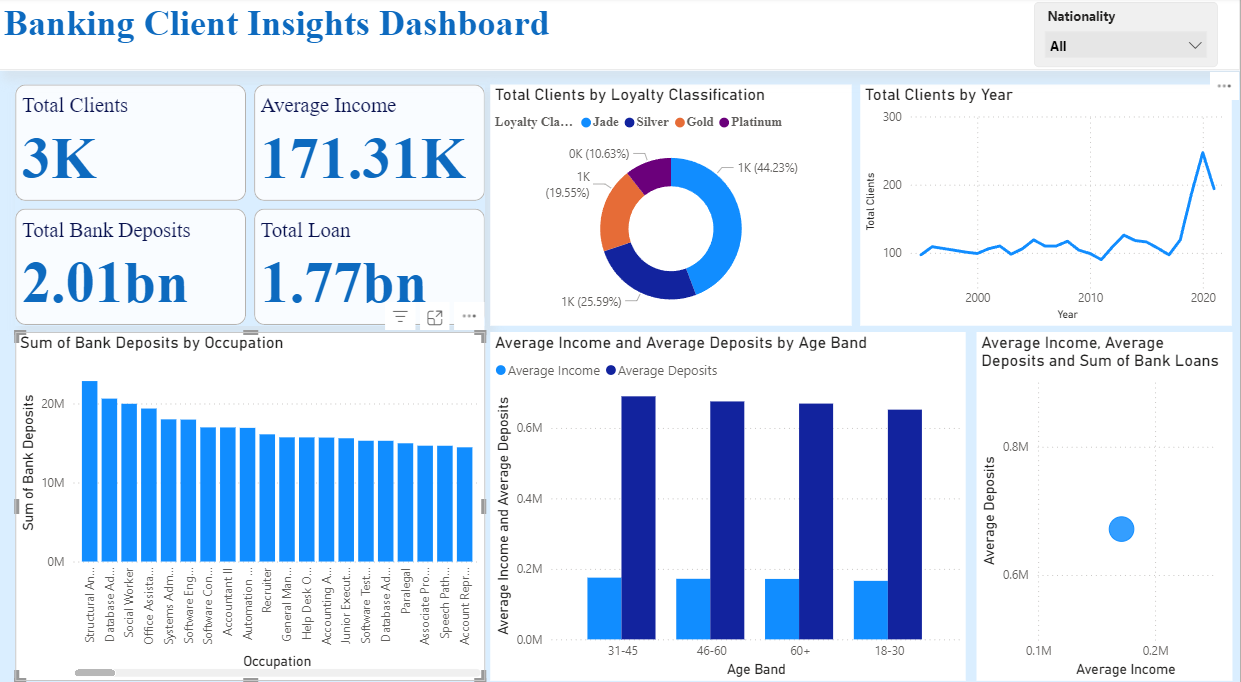 Banking Client Insights Dashboard
Nationality
All
Total Clients
3K
Average Income
171.31K
Total Bank Deposits
2.01bn
Total Loan
1.77bn
Total Clients by Loyalty Classification
Loyalty Cla... Jade Silver Gold Platinum
0K (10.63%)
1K (44.23%)
1K
(19.55%)
1K (25.59%)
Total Clients by Year
300
200
100
Total Clients
2000 2010 2020
Year
Sum of Bank Deposits by Occupation
Sum of Bank Deposits
20M
10M
0M
Structural An...
Database Ad...
Social Worker
Office Assista...
Systems Adm...
Software Eng...
Software Con...
Accountant II
Automation ...
Recruiter
General Man...
Help Desk O...
Accounting A...
Junior Execut...
Software Test...
Database Ad...
Paralegal
Associate Pro...
Speech Path...
Account Repr...
Occupation
Average Income and Average Deposits by Age Band
Average Income Average Deposits
Average Income and Average Deposits
0.6M
0.4M
0.2M
0.0M
31-45 46-60 60+ 18-30
Age Band
Average Income, Average
Deposits and Sum of Bank Loans
Average Deposits
0.8M
0.6M
0.1M 0.2M
Average Income